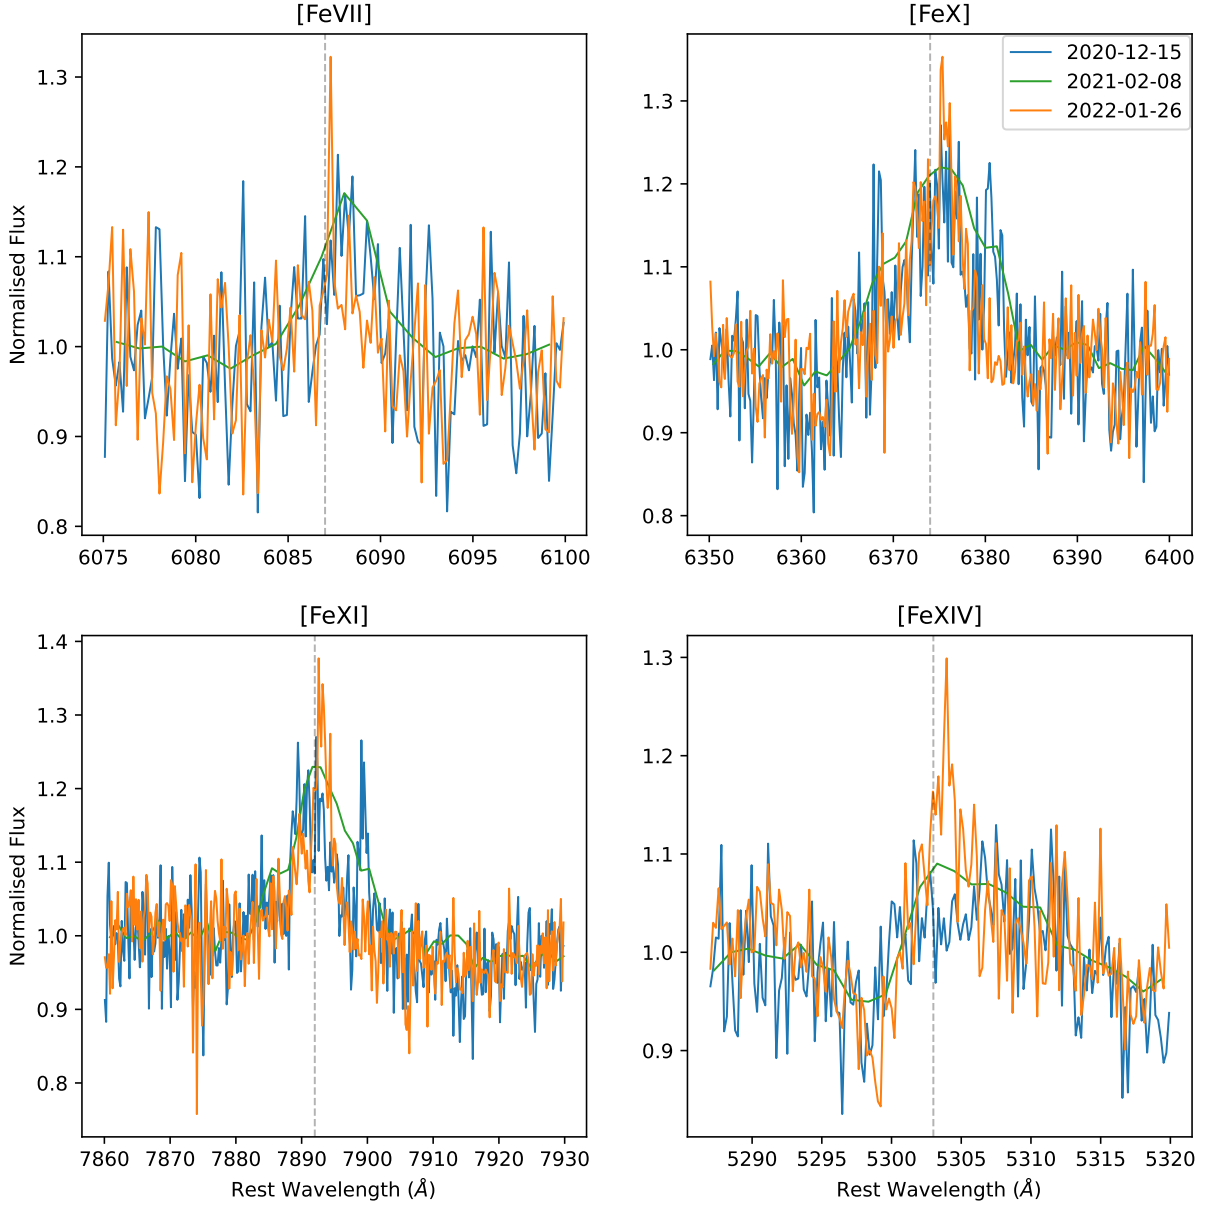 [FeVII]
Normalised Flux
1.3
1.2
1.1
1.0
0.9
0.8
6075 6080 6085 6090 6095 6100
[FeX]
2020-12-15
2021-02-08
2022-01-26
1.3
1.2
1.1
1.0
0.9
0.8
6350 6360 6370 6380 6390 6400
[FeXI]
Normalised Flux
1.4
1.3
1.2
1.1
1.0
0.9
0.8
7860 7870 7880 7890 7900 7910 7920 7930
Rest Wavelength (Å)
[FeXIV]
1.3
1.2
1.1
1.0
0.9
5290 5295 5300 5305 5310 5315 5320
Rest Wavelength (Å)